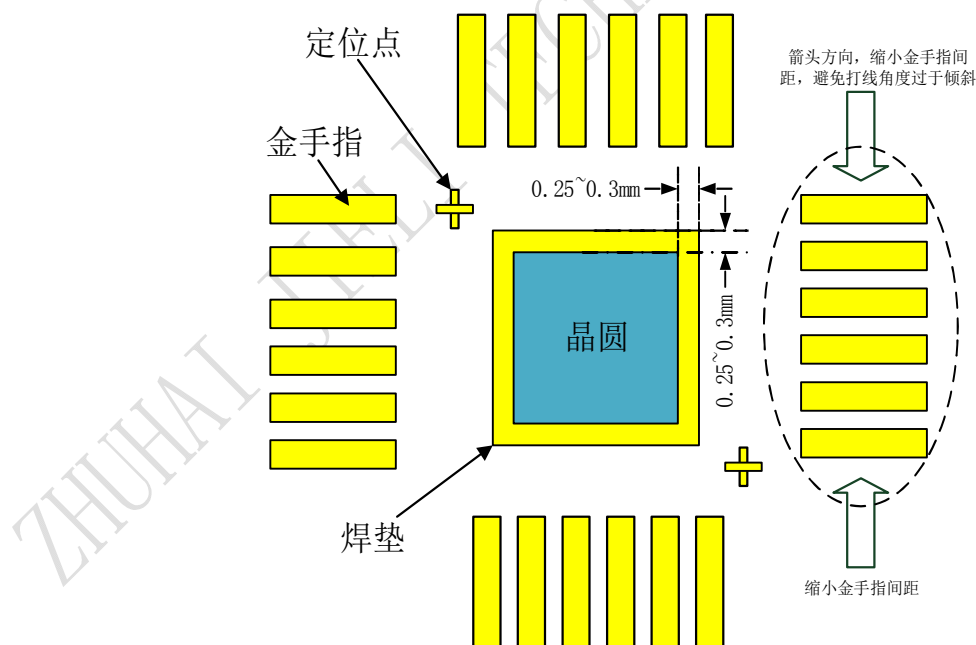 定位点
箭头方向，缩小金手指间
距，避免打线角度过于倾斜
金手指
0.25~0.3mm
0.25~0.3mm
晶圆
焊垫
缩小金手指间距
ZHUHAI JIELI TECH